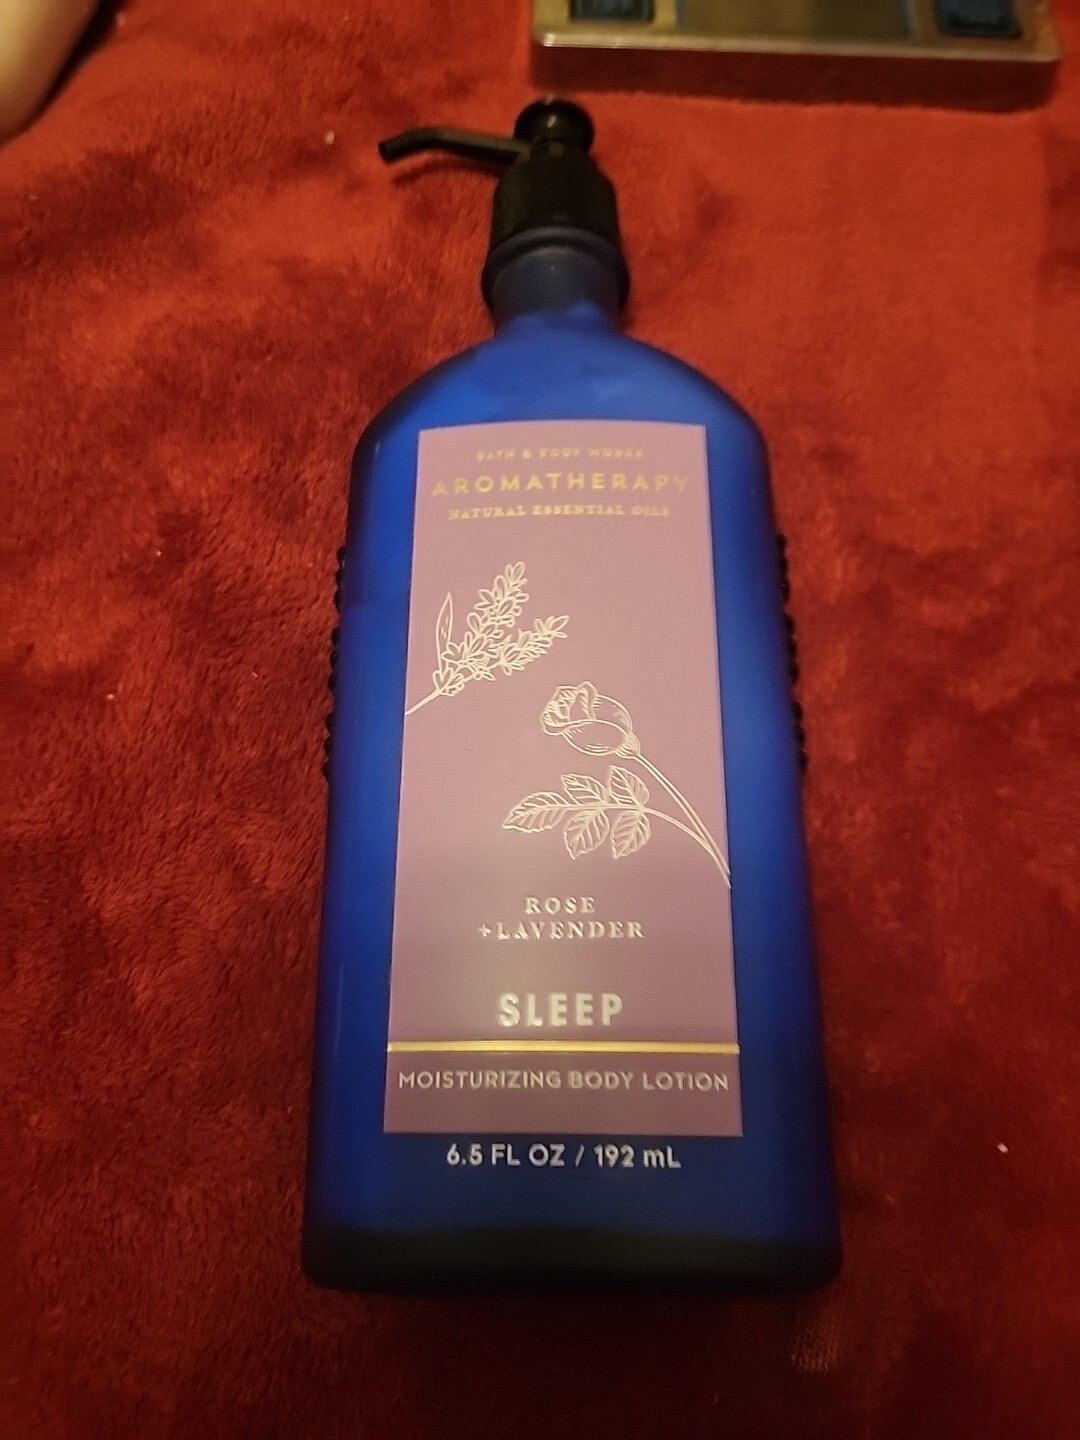 BATH & BODY WORKS
AROMATHERAPY
NATURAL ESSENTIAL OILS
ROSE
+LAVENDER
SLEEP
MOISTURIZING BODY LOTION
6.5 FL OZ / 192 mL